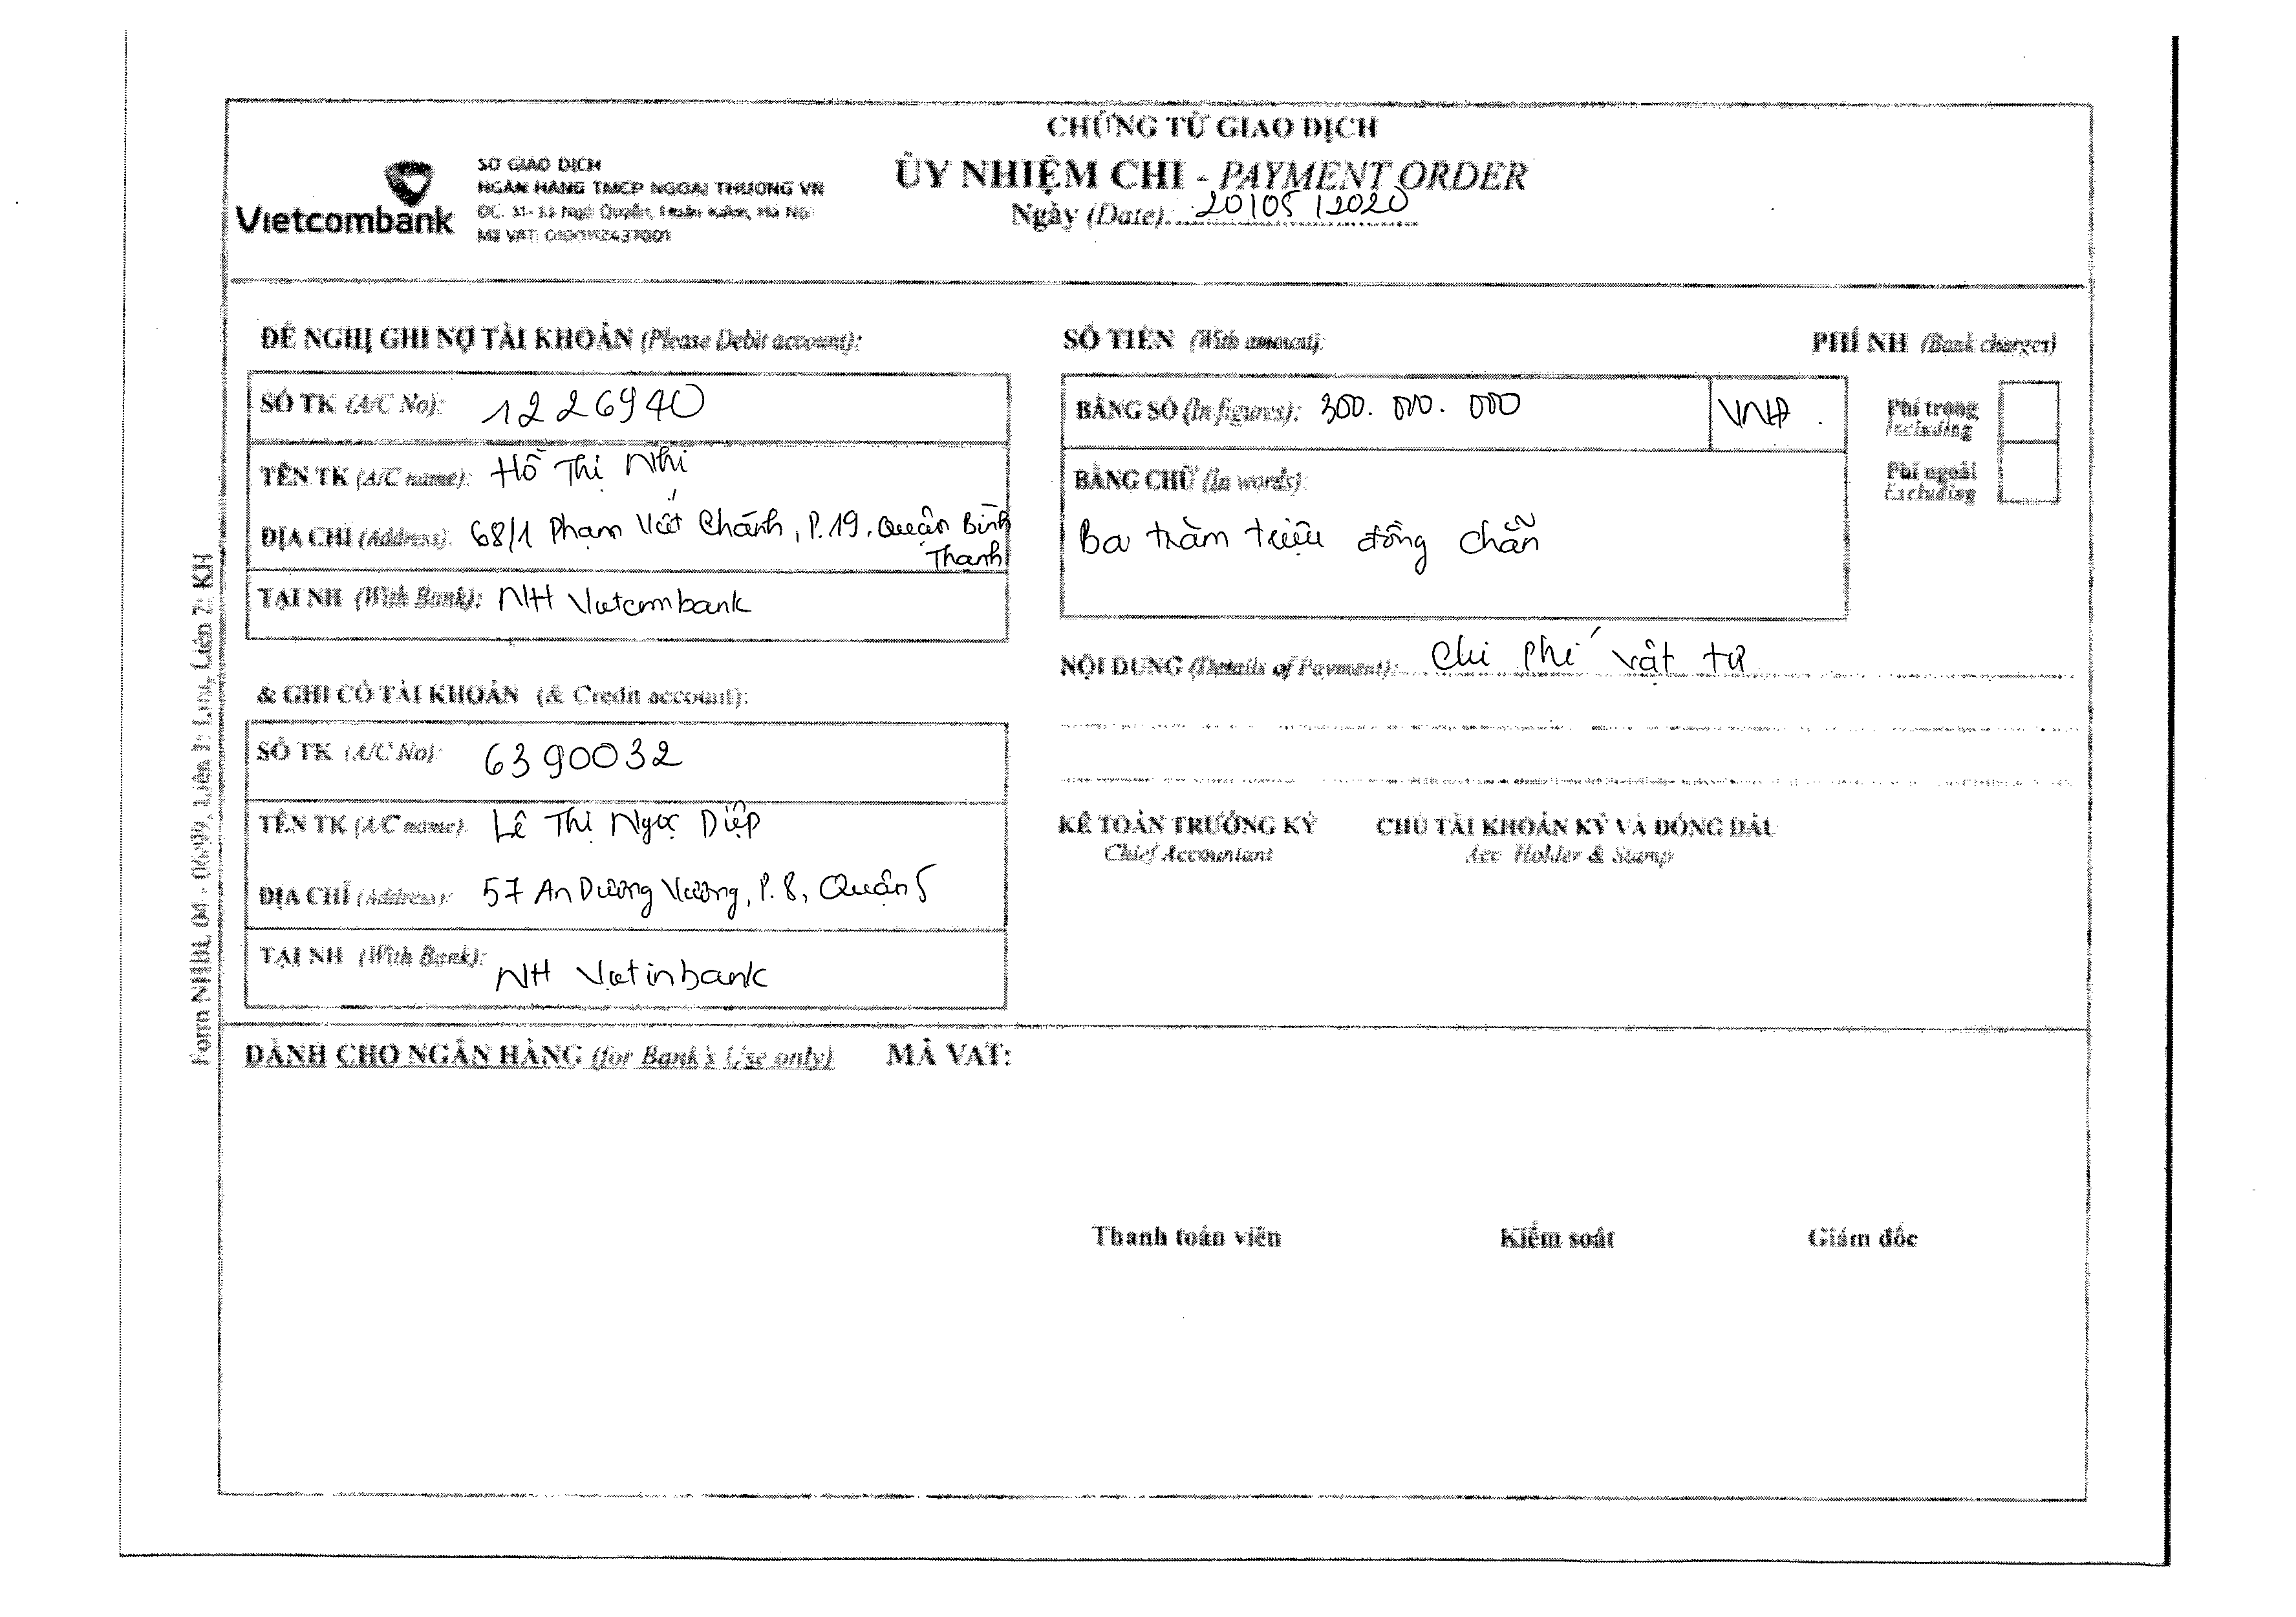 CHỨNG TỪ GIAO DỊCH
ỦY NHIỆM CHI - PAYMENT ORDER
Ngày (Date): 20/05/2020
Vietcombank
SỞ GIAO DỊCH
NGÂN HÀNG TMCP NGOẠI THƯƠNG VN
ĐC: 31-33 Ngô Quyền, Hoàn Kiếm, Hà Nội
Mã VAT:
ĐỀ NGHỊ GHI NỢ TÀI KHOẢN (Please Debit account):
SỐ TK (A/C No): 1226940
TÊN TK (A/C name): Hồ Thị Nhi
ĐỊA CHỈ (Address): 68/1 Phạm Viết Chánh, P.19, Quận Bình
Thạnh
TẠI NH (With Bank): NH Vietcombank
& GHI CÓ TÀI KHOẢN (& Credit account):
SỐ TK (A/C No): 6390032
TÊN TK (A/C name): Lê Thị Ngọc Diệp
ĐỊA CHỈ (Address): 57 An Dương Vương, P.8, Quận 5
TẠI NH (With Bank): NH Vietinbank
SỐ TIỀN (With amount):
PHÍ NH (Bank charges)
BẰNG SỐ (In figures): 300.000.000 VNĐ.
BẰNG CHỮ (In words):
Ba trăm triệu đồng chẵn
Phí trong
Including
Phí ngoài
Excluding
NỘI DUNG (Details of Payment): Chi phí vật tư
KẾ TOÁN TRƯỞNG KÝ
Chief Accountant
CHỦ TÀI KHOẢN KÝ VÀ ĐÓNG DẤU
Acc Holder & Stamp
DÀNH CHO NGÂN HÀNG (for Bank's Use only) MÃ VAT:
Thanh toán viên Kiểm soát Giám đốc
Liên 1: Lưu, Liên 2: KH